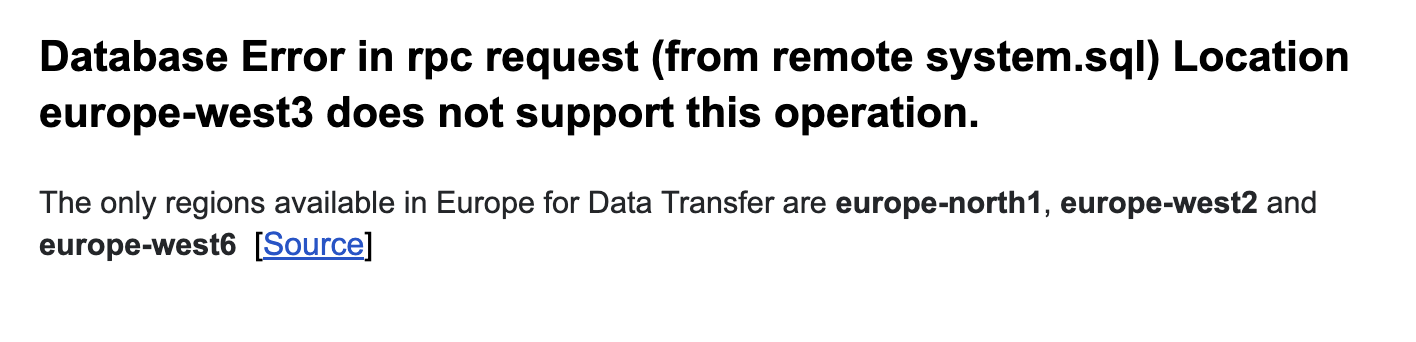 Database Error in rpc request (from remote system.sql) Location
europe-west3 does not support this operation.
The only regions available in Europe for Data Transfer are europe-north1, europe-west2 and
europe-west6 [Source]